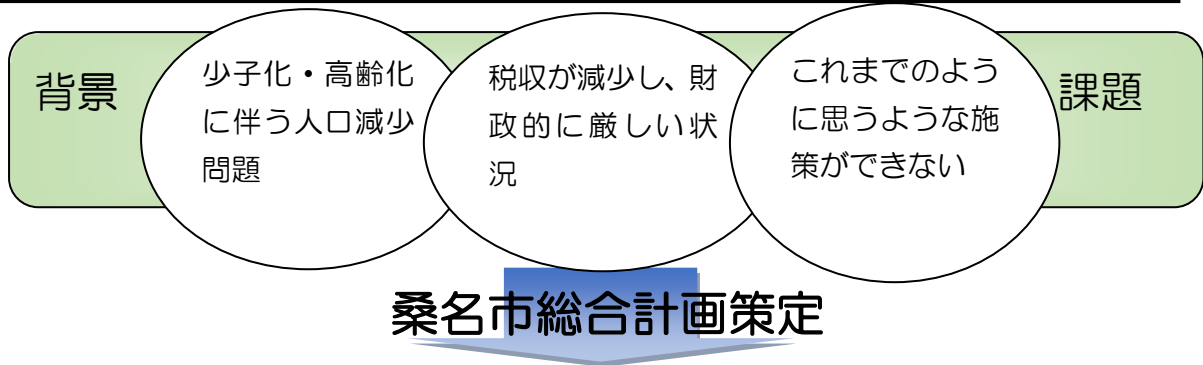 背景
少子化・高齢化
に伴う人口減少
問題
税収が減少し、財
政的に厳しい状
況
これまでのよう
に思うような施
策ができない
課題
桑名市総合計画策定